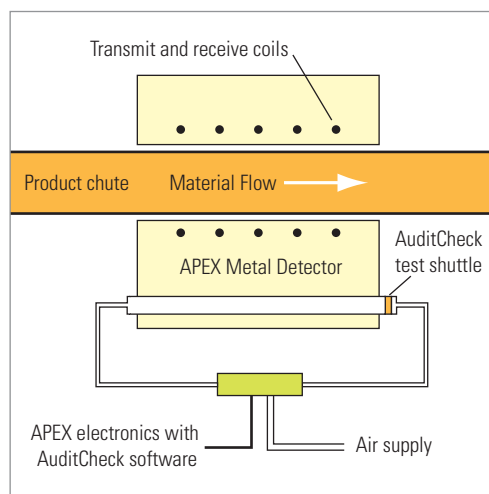 Transmit and receive coils
Product chute
Material Flow
AuditCheck
test shuttle
APEX Metal Detector
APEX electronics with
AuditCheck software
Air supply